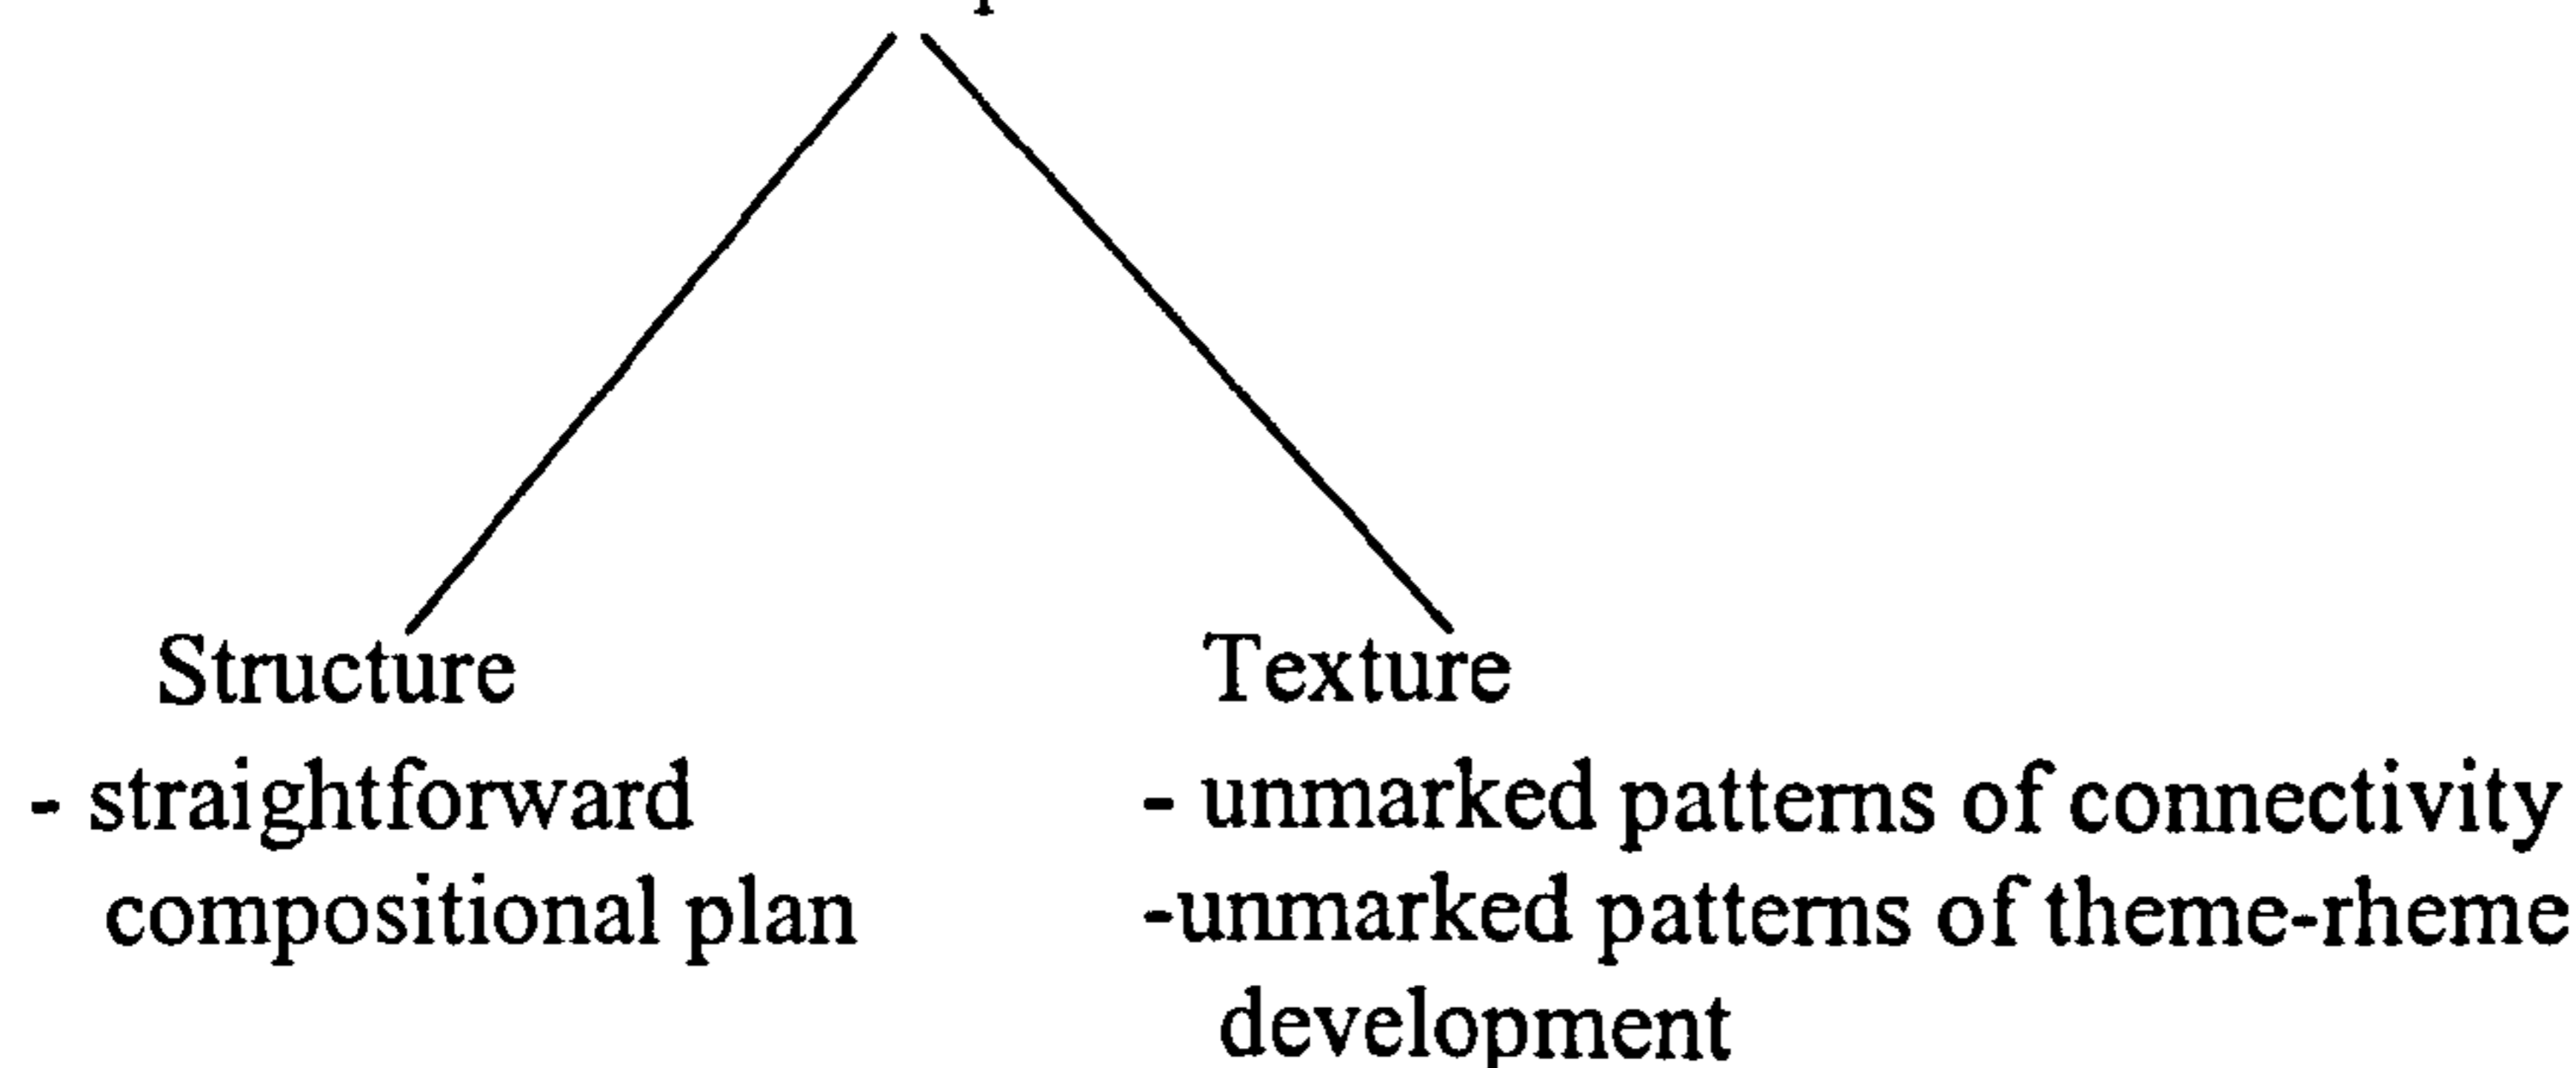 Structure
Texture
- straightforward
- unmarked patterns of connectivity
compositional plan
-unmarked patterns of theme-rheme
development